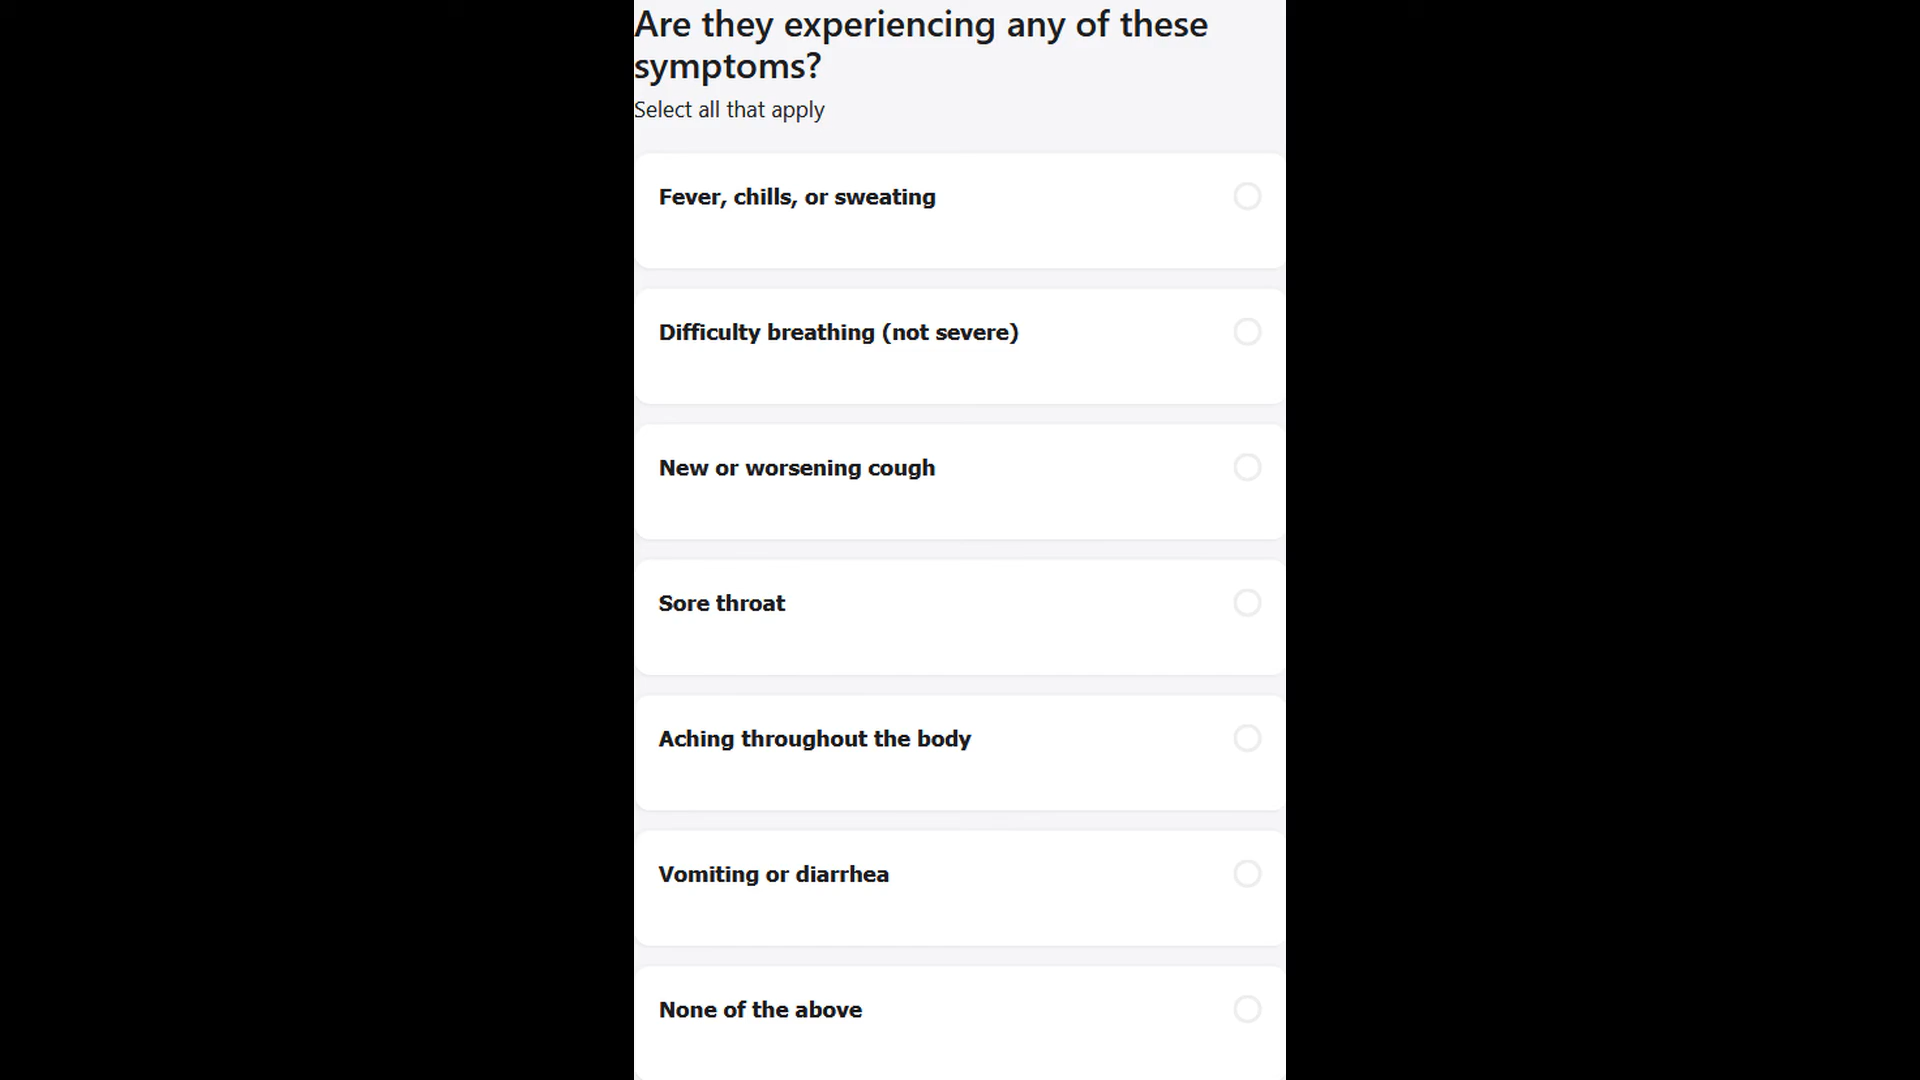 Are they experiencing any of these
symptoms?
Select all that apply
Fever, chills, or sweating
Difficulty breathing (not severe)
New or worsening cough
Sore throat
Aching throughout the body
Vomiting or diarrhea
None of the above